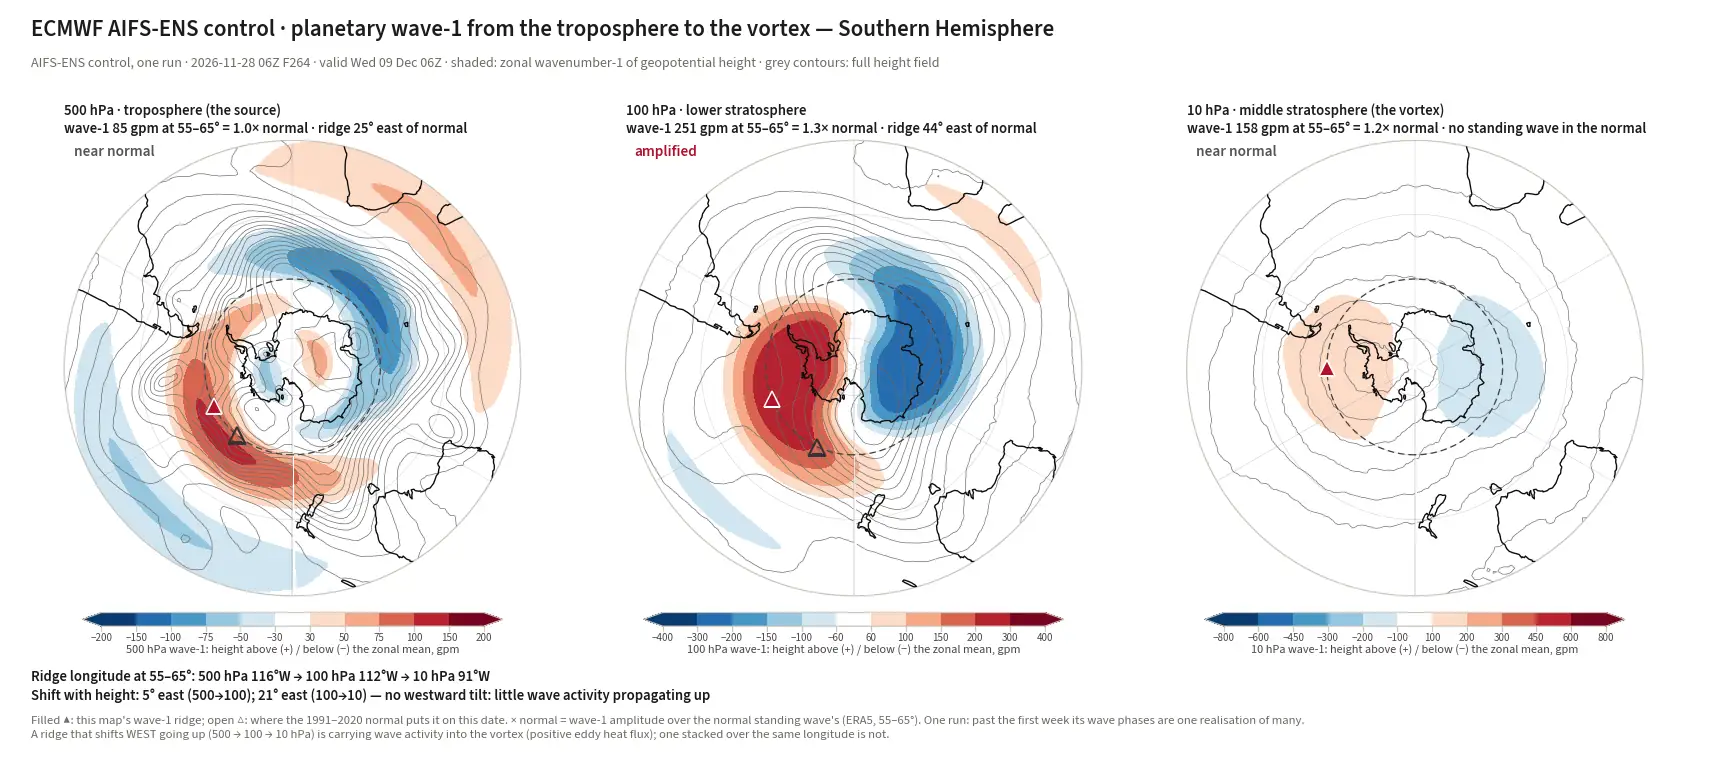 ECMWF AIFS-ENS control · planetary wave-1 from the troposphere to the vortex — Southern Hemisphere
AIFS-ENS control, one run · 2026-11-28 06Z F264 · valid Wed 09 Dec 06Z · shaded: zonal wavenumber-1 of geopotential height · grey contours: full height field
500 hPa · troposphere (the source)
wave-1 85 gpm at 55–65° = 1.0× normal · ridge 25° east of normal
near normal
100 hPa · lower stratosphere
wave-1 251 gpm at 55–65° = 1.3× normal · ridge 44° east of normal
amplified
10 hPa · middle stratosphere (the vortex)
wave-1 158 gpm at 55–65° = 1.2× normal · no standing wave in the normal
near normal
−200 −150 −100 −75 −50 −30 30 50 75 100 150 200
500 hPa wave-1: height above (+) / below (−) the zonal mean, gpm
−400 −300 −200 −150 −100 −60 60 100 150 200 300 400
100 hPa wave-1: height above (+) / below (−) the zonal mean, gpm
−800 −600 −450 −300 −200 −100 100 200 300 450 600 800
10 hPa wave-1: height above (+) / below (−) the zonal mean, gpm
Ridge longitude at 55–65°: 500 hPa 116°W → 100 hPa 112°W → 10 hPa 91°W
Shift with height: 5° east (500→100); 21° east (100→10) — no westward tilt: little wave activity propagating up
Filled ▲: this map's wave-1 ridge; open △: where the 1991–2020 normal puts it on this date. × normal = wave-1 amplitude over the normal standing wave's (ERA5, 55–65°). One run: past the first week its wave phases are one realisation of many.
A ridge that shifts WEST going up (500 → 100 → 10 hPa) is carrying wave activity into the vortex (positive eddy heat flux); one stacked over the same longitude is not.